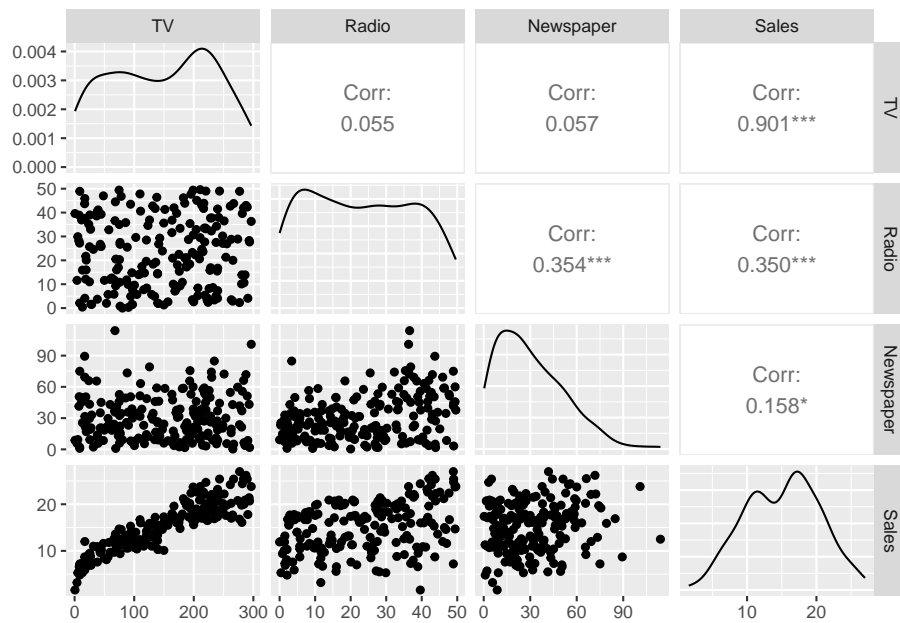 TV Radio Newspaper Sales
0.004
0.003
0.002
0.001
0.000
Corr:
0.055
Corr:
0.057
Corr:
0.901***
TV
50
40
30
20
10
0
Corr:
0.354***
Corr:
0.350***
Radio
90
60
30
0
Corr:
0.158*
Newspaper
20
10
Sales
0 100 200 300 0 10 20 30 40 50 0 30 60 90 10 20